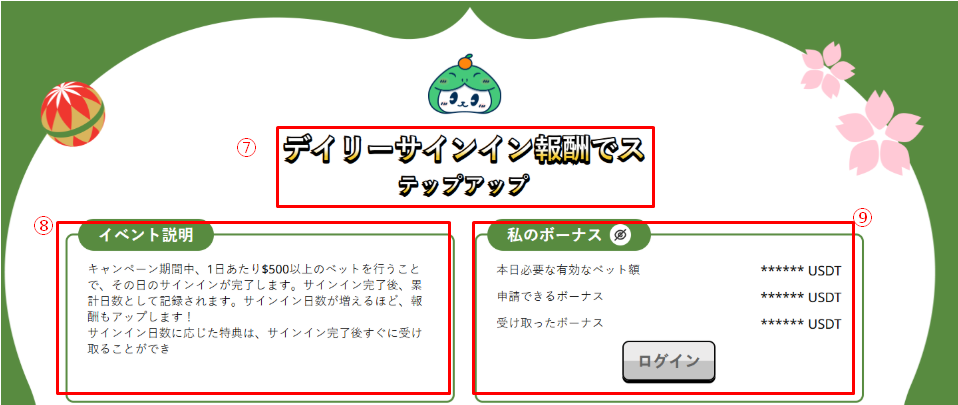 ⑦
デイリーサインイン報酬でス
テップアップ
⑧
イベント説明
キャンペーン期間中、1日あたり$500以上のベットを行うこと
で、その日のサインインが完了します。サインイン完了後、累
計日数として記録されます。サインイン日数が増えるほど、報
酬もアップします！
サインイン日数に応じた特典は、サインイン完了後すぐに受け
取ることができ
⑨
私のボーナス
本日必要な有効なベット額 ****** USDT
申請できるボーナス ****** USDT
受け取ったボーナス ****** USDT
ログイン